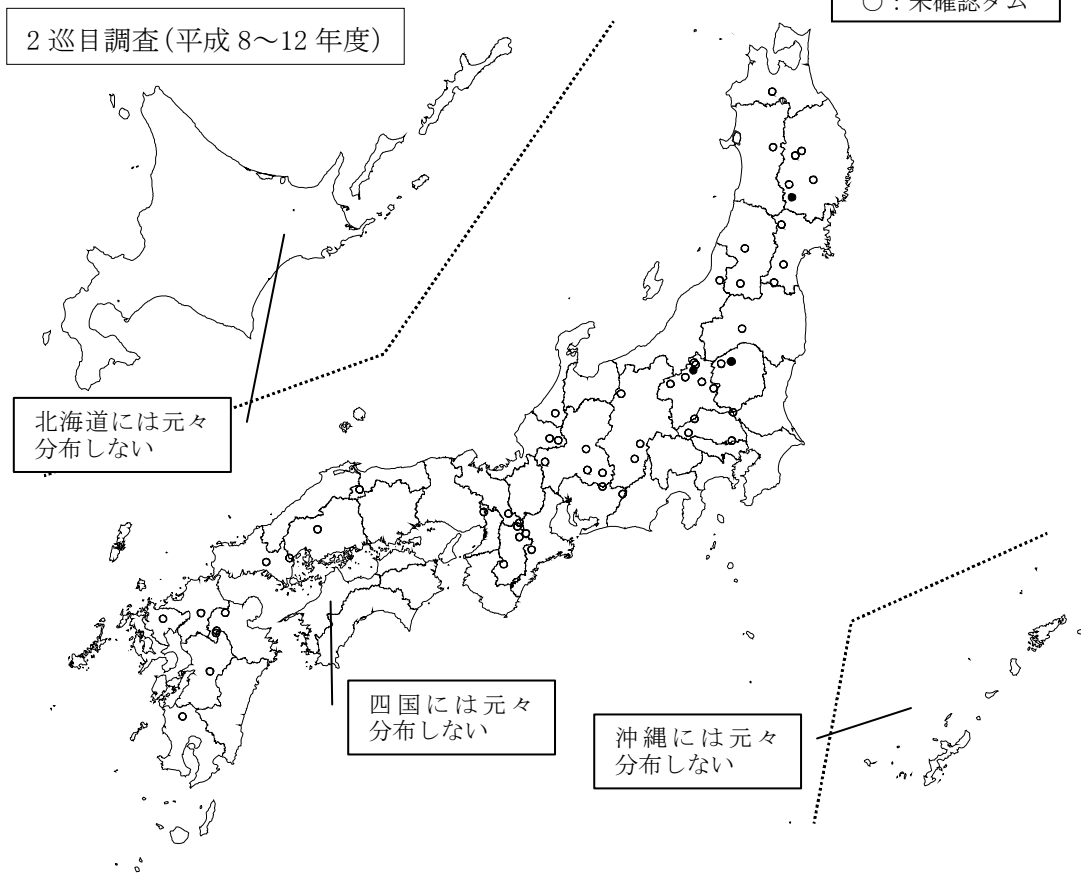 ○：未確認ダム
2 巡目調査(平成 8～12 年度)
北海道には元々
分布しない
四国には元々
分布しない
沖縄には元々
分布しない